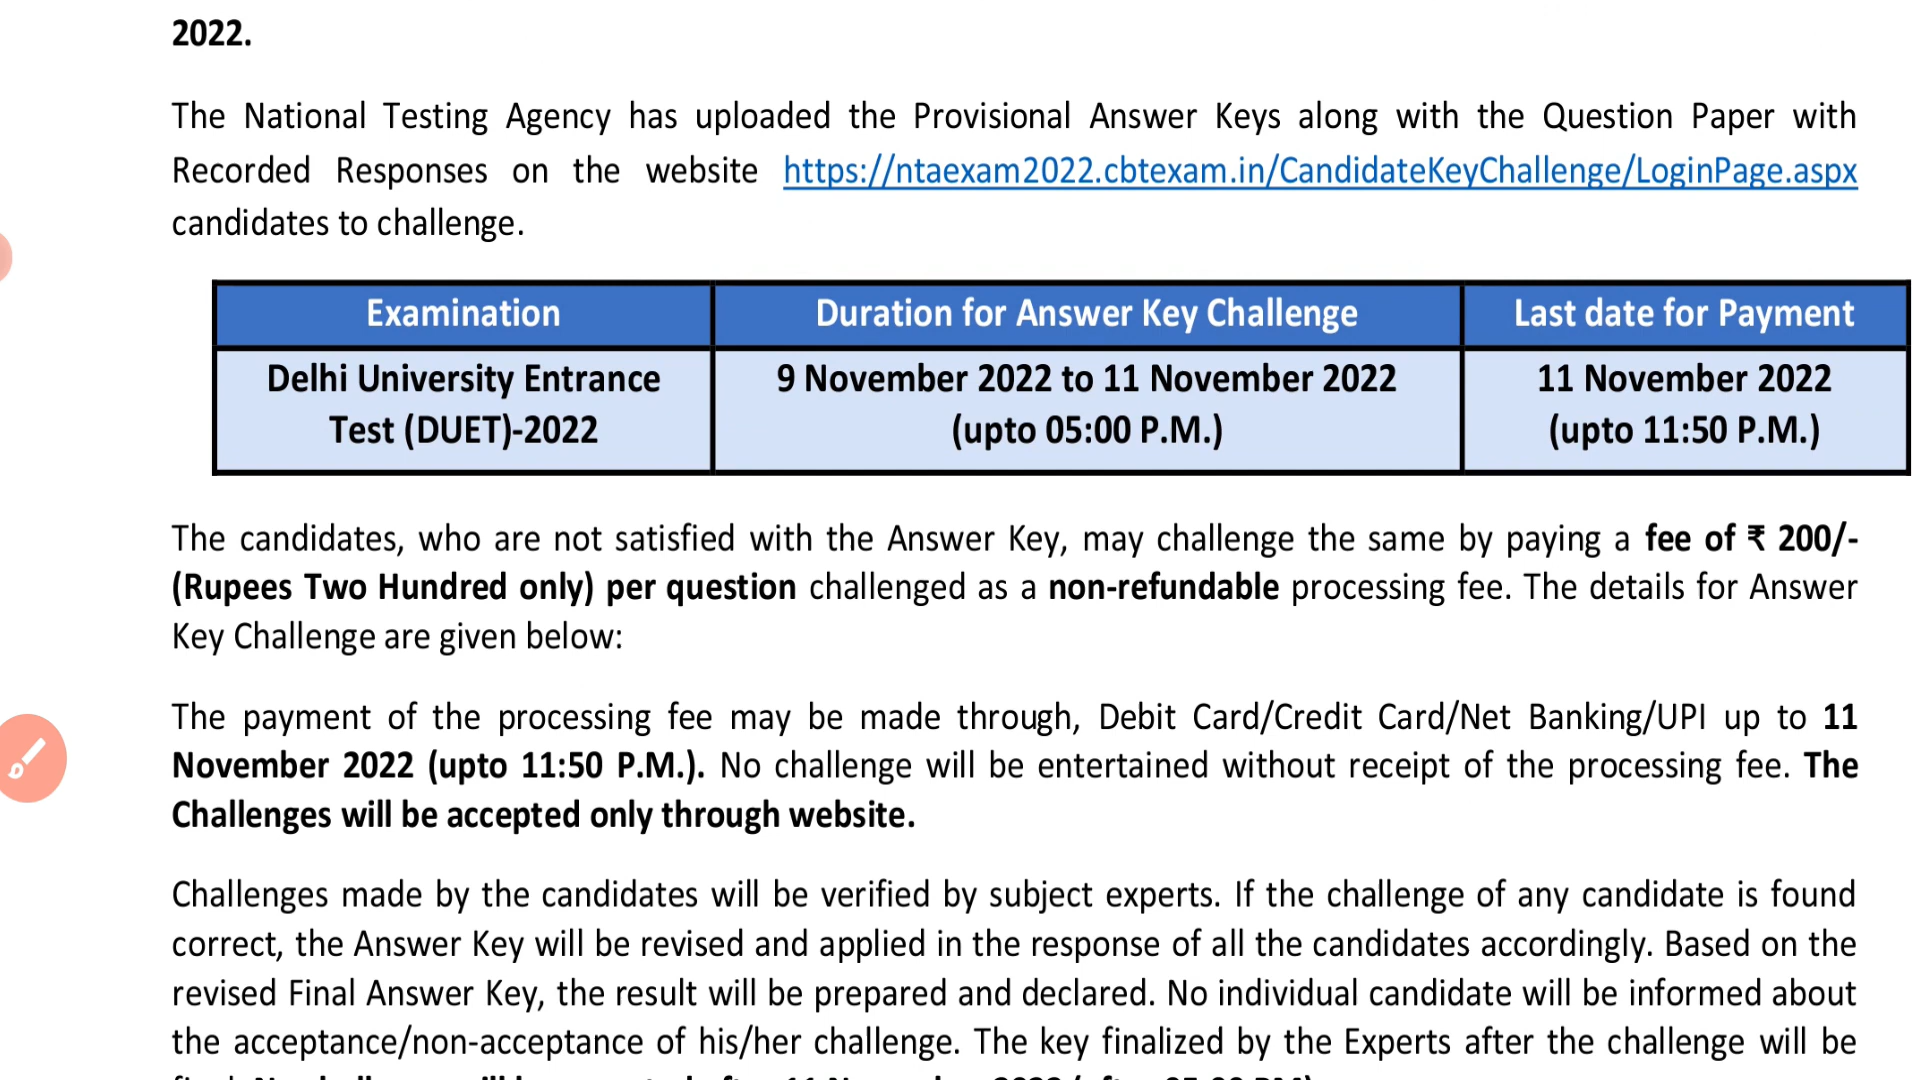 2022.
The National Testing Agency has uploaded the Provisional Answer Keys along with the Question Paper with
Recorded Responses on the website https://ntaexam2022.cbtexam.in/CandidateKeyChallenge/LoginPage.aspx
candidates to challenge.
Examination Duration for Answer Key Challenge Last date for Payment
Delhi University Entrance 9 November 2022 to 11 November 2022 11 November 2022
Test (DUET)-2022 (upto 05:00 P.M.) (upto 11:50 P.M.)
The candidates, who are not satisfied with the Answer Key, may challenge the same by paying a fee of ₹ 200/-
(Rupees Two Hundred only) per question challenged as a non-refundable processing fee. The details for Answer
Key Challenge are given below:
The payment of the processing fee may be made through, Debit Card/Credit Card/Net Banking/UPI up to 11
November 2022 (upto 11:50 P.M.). No challenge will be entertained without receipt of the processing fee. The
Challenges will be accepted only through website.
Challenges made by the candidates will be verified by subject experts. If the challenge of any candidate is found
correct, the Answer Key will be revised and applied in the response of all the candidates accordingly. Based on the
revised Final Answer Key, the result will be prepared and declared. No individual candidate will be informed about
the acceptance/non-acceptance of his/her challenge. The key finalized by the Experts after the challenge will be